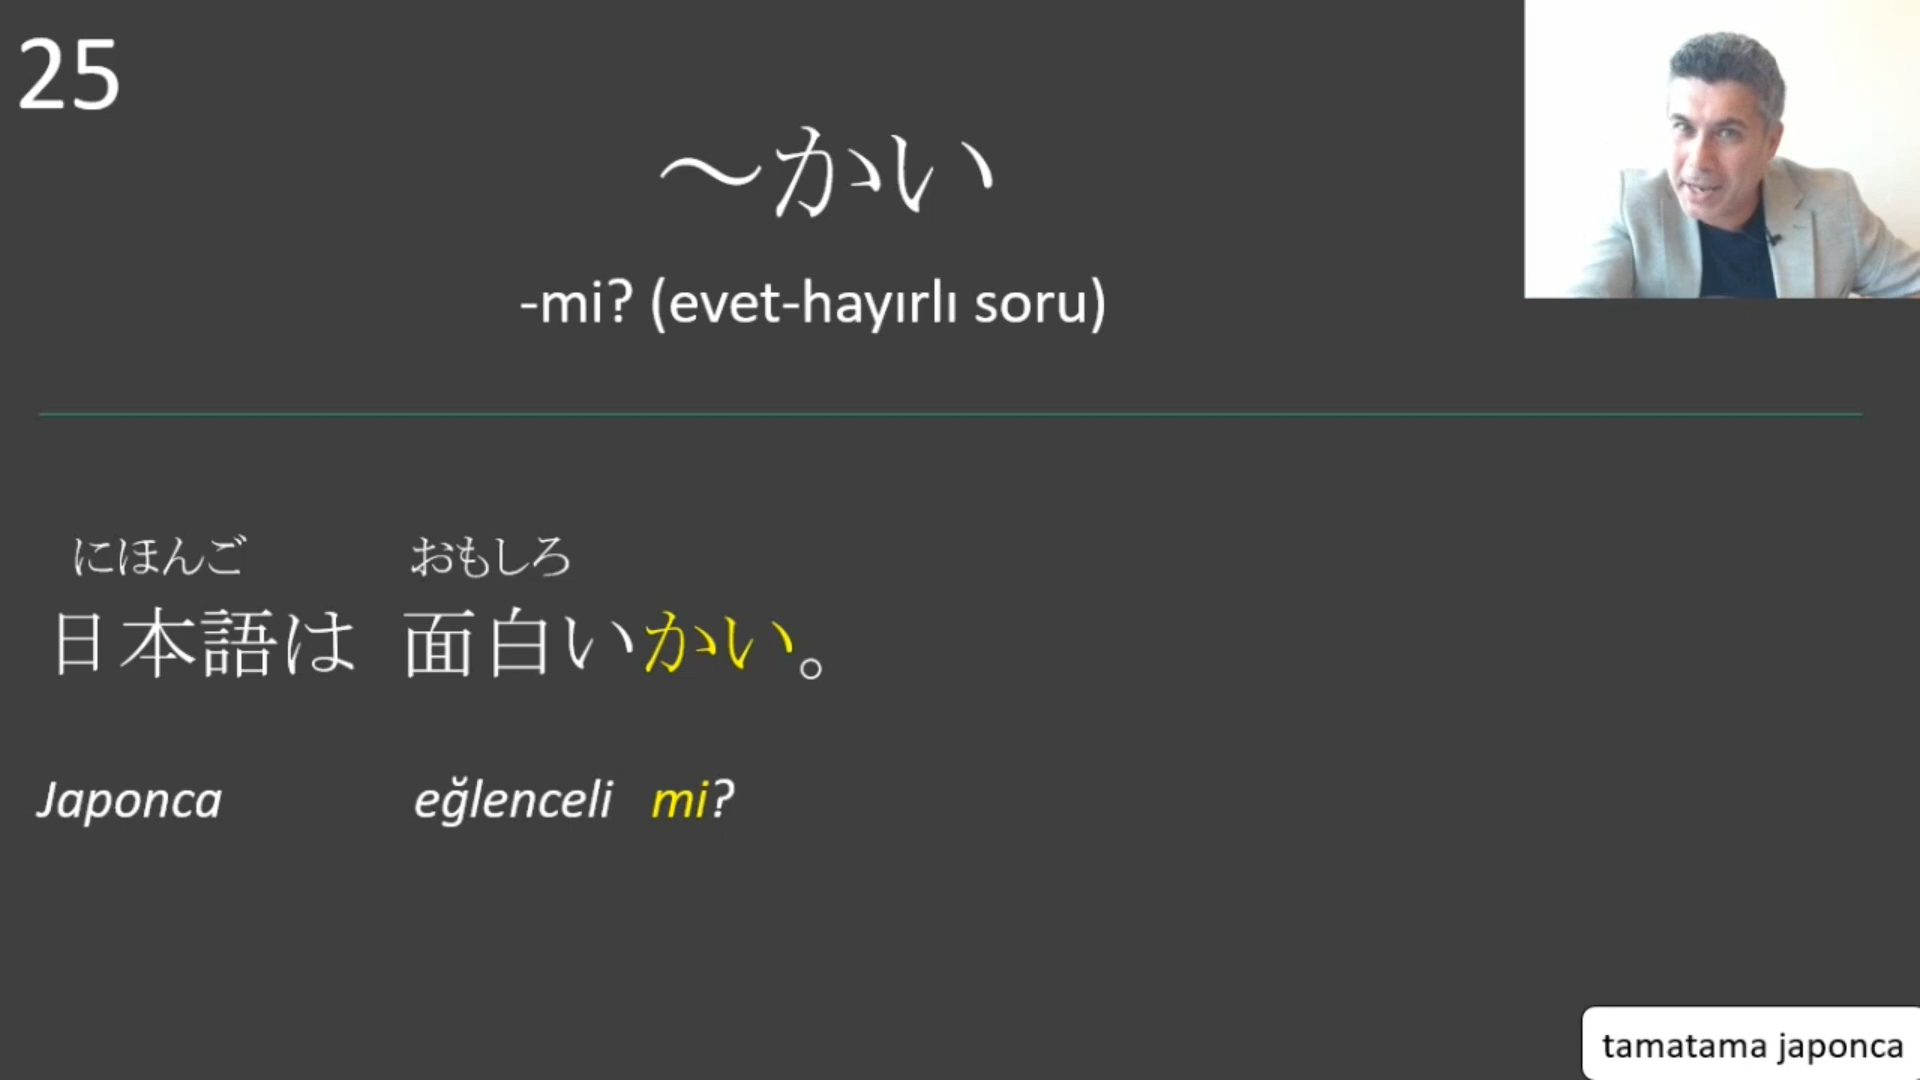 25
～かい
-mi? (evet-hayırlı soru)
にほんご おもしろ
日本語は 面白いかい。
Japonca eğlenceli mi?
tamatama japonca